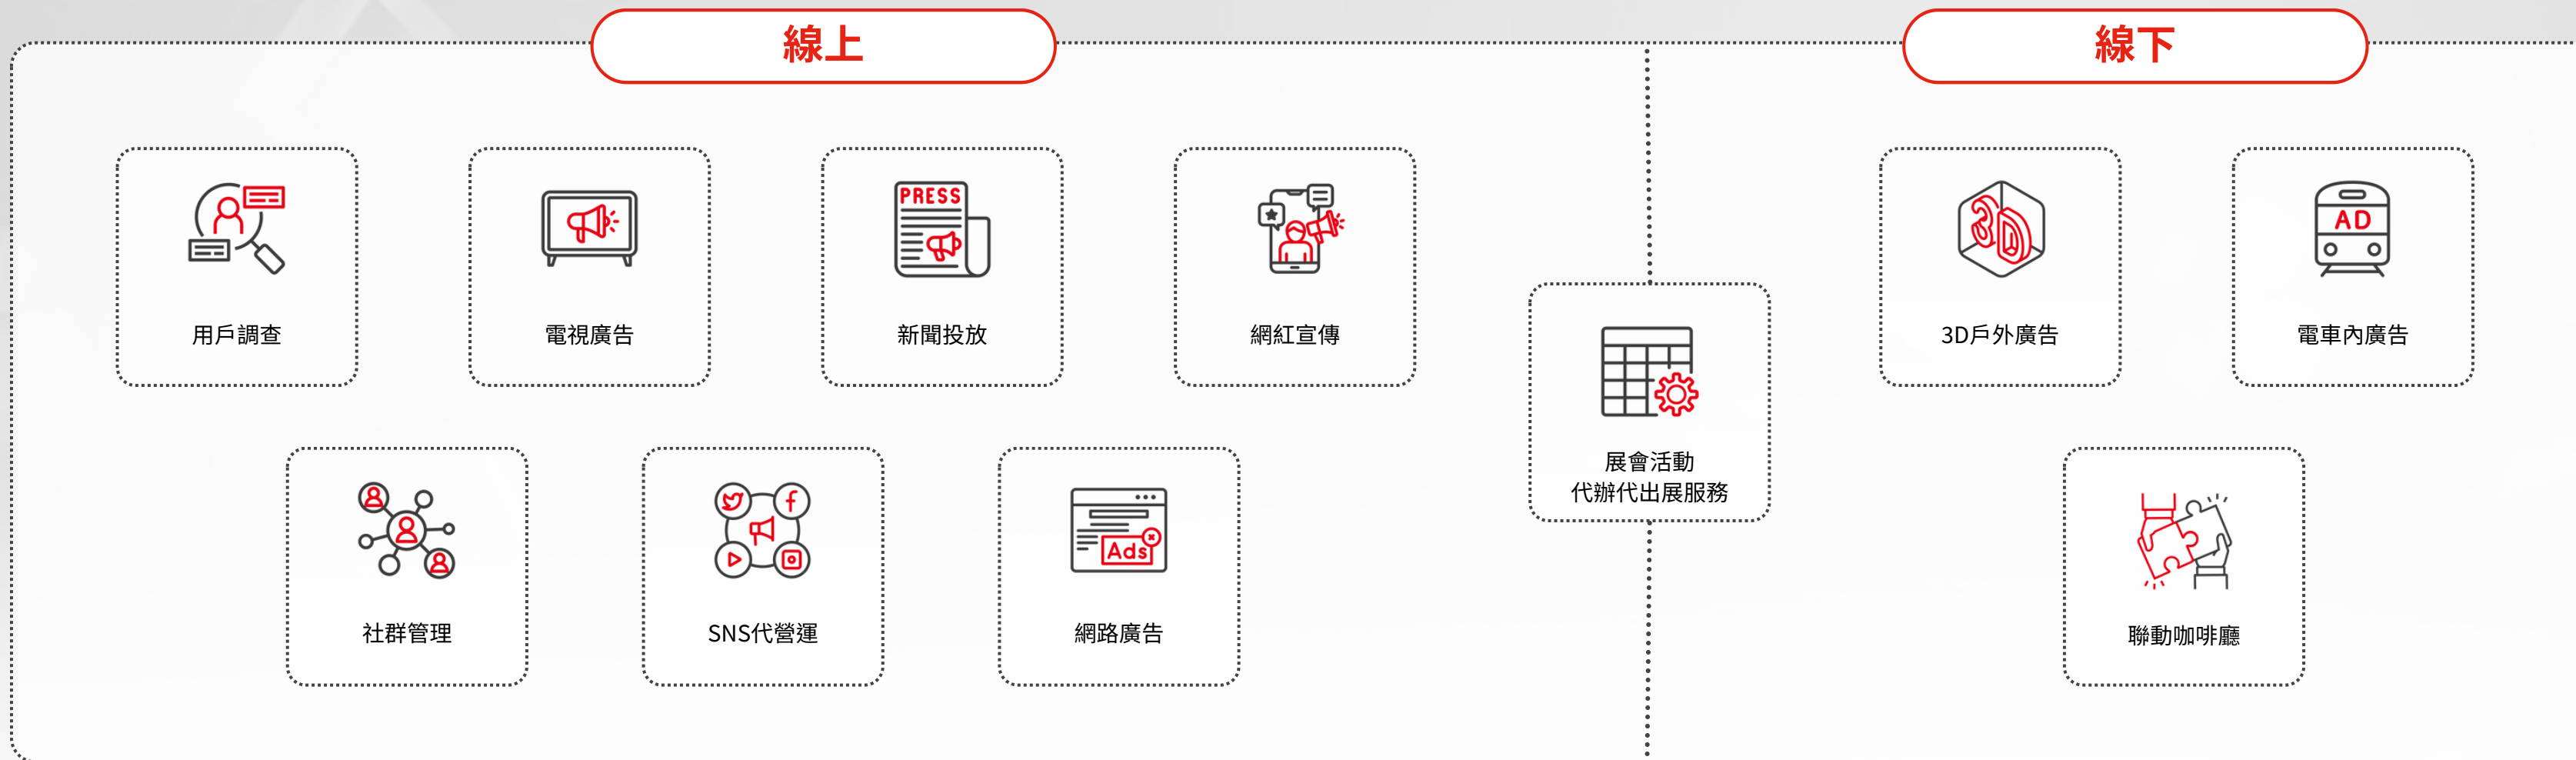 線上
線下
用戶調查
電視廣告
PRESS
新聞投放
網紅宣傳
展會活動
代辦代出展服務
3D
3D戶外廣告
AD
電車內廣告
社群管理
SNS代營運
Ads
網路廣告
聯動咖啡廳